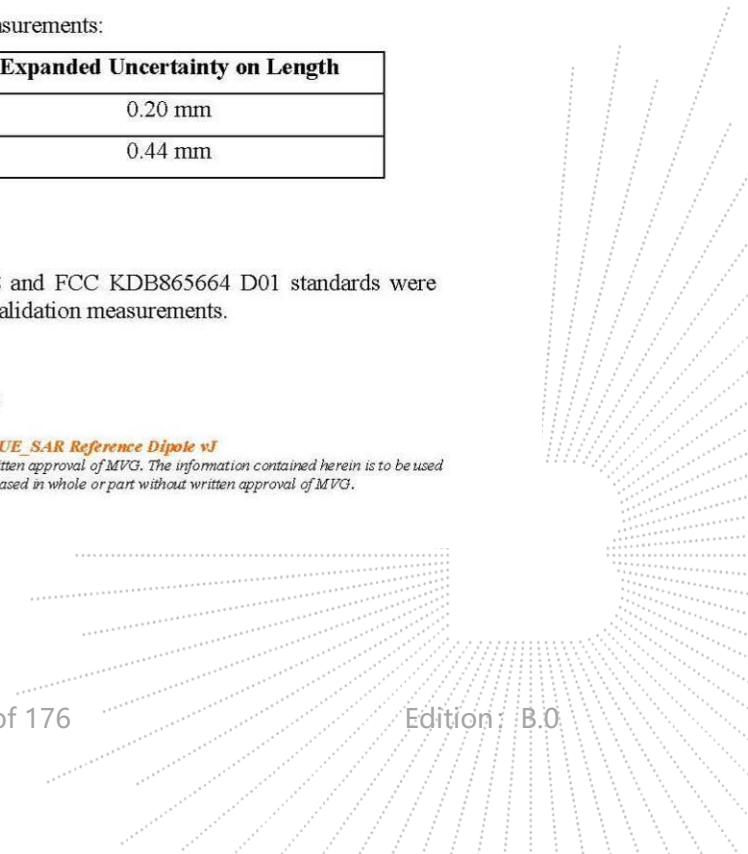 surements:
Expanded Uncertainty on Length
0.20 mm
0.44 mm
and FCC KDB865664 D01 standards were
alidation measurements.
UE_SAR Reference Dipole vJ
tten approval of MVG. The information contained herein is to be used
ased in whole or part without written approval of MVG.
of 176
Edition: B.0